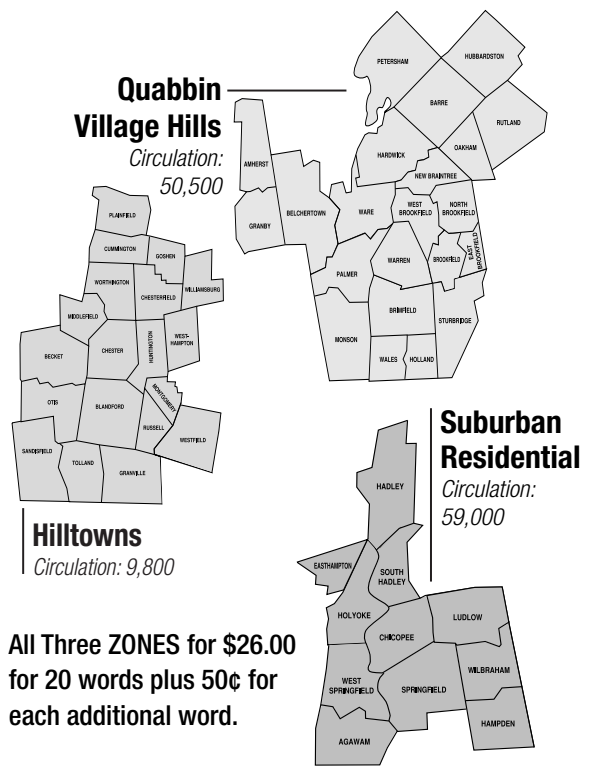 Quabbin
Village Hills
Circulation:
50,500
PETERSHAM
HUBBARDSTON
BARRE
RUTLAND
OAKHAM
HARDWICK
NEW BRAINTREE
AMHERST
GRANBY
BELCHERTOWN
WARE
WEST
BROOKFIELD
NORTH
BROOKFIELD
PALMER
WARREN
BROOKFIELD
EAST
BROOKFIELD
BRIMFIELD
STURBRIDGE
MONSON
WALES
HOLLAND
PLAINFIELD
CUMMINGTON
GOSHEN
WORTHINGTON
CHESTERFIELD
WILLIAMSBURG
MIDDLEFIELD
BECKET
CHESTER
HUNTINGTON
WEST-
HAMPTON
OTIS
BLANDFORD
MONTGOMERY
RUSSELL
WESTFIELD
SANDISFIELD
TOLLAND
GRANVILLE
Hilltowns
Circulation: 9,800
Suburban
Residential
Circulation:
59,000
HADLEY
EASTHAMPTON
SOUTH
HADLEY
HOLYOKE
CHICOPEE
LUDLOW
WEST
SPRINGFIELD
SPRINGFIELD
WILBRAHAM
HAMPDEN
AGAWAM
All Three ZONES for $26.00
for 20 words plus 50¢ for
each additional word.